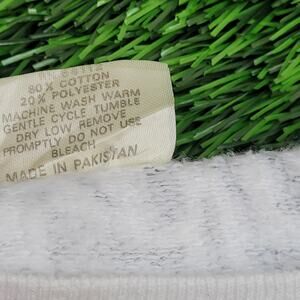 80% COTTON
20% POLYESTER
MACHINE WASH WARM
GENTLE CYCLE TUMBLE
DRY LOW REMOVE
PROMPTLY DO NOT USE
BLEACH
MADE IN PAKISTAN